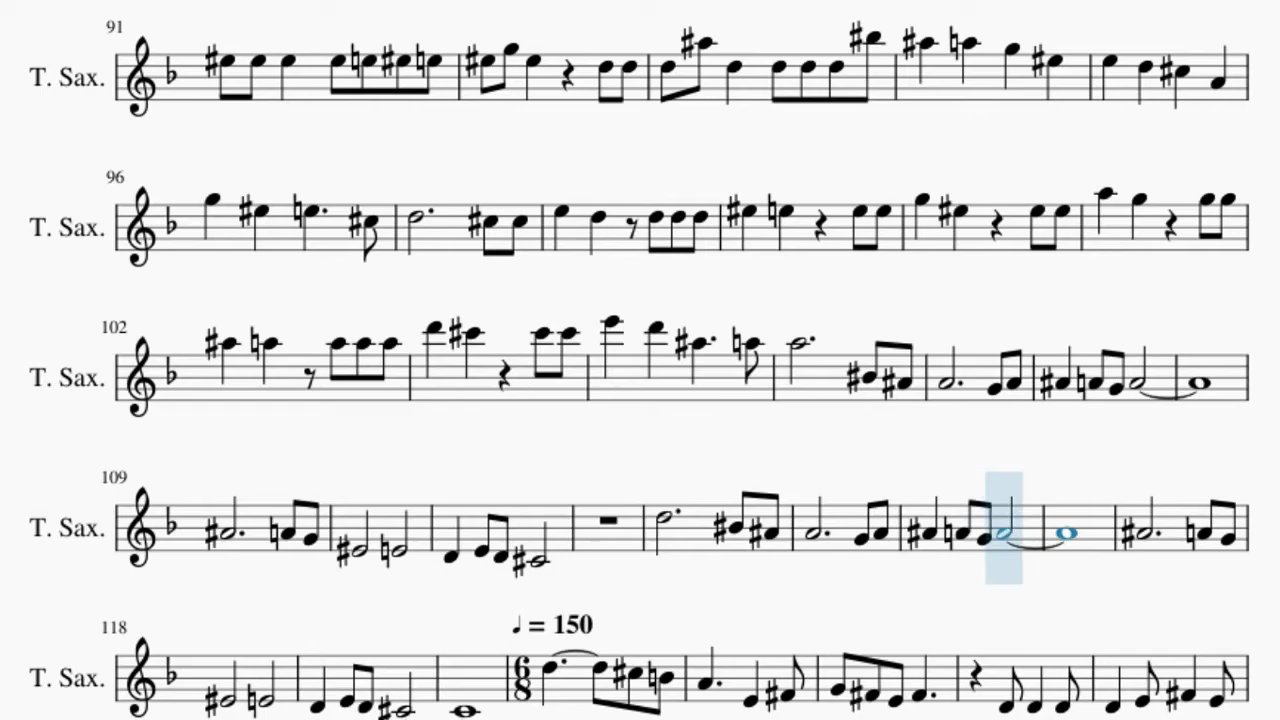 91
T. Sax.
96
T. Sax.
102
T. Sax.
109
T. Sax.
118
♩ = 150
T. Sax.
6
8